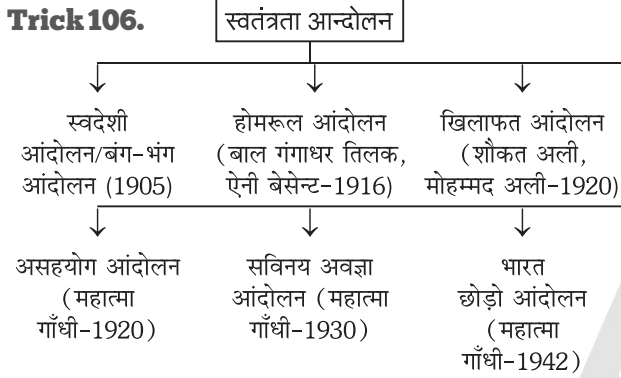 Trick 106.
स्वतंत्रता आन्दोलन
स्वदेशी
आंदोलन/बंग-भंग
आंदोलन (1905)
होमरूल आंदोलन
(बाल गंगाधर तिलक,
ऐनी बेसेन्ट-1916)
खिलाफत आंदोलन
(शौकत अली,
मोहम्मद अली-1920)
असहयोग आंदोलन
(महात्मा
गाँधी-1920)
सविनय अवज्ञा
आंदोलन (महात्मा
गाँधी-1930)
भारत
छोड़ो आंदोलन
(महात्मा
गाँधी-1942)